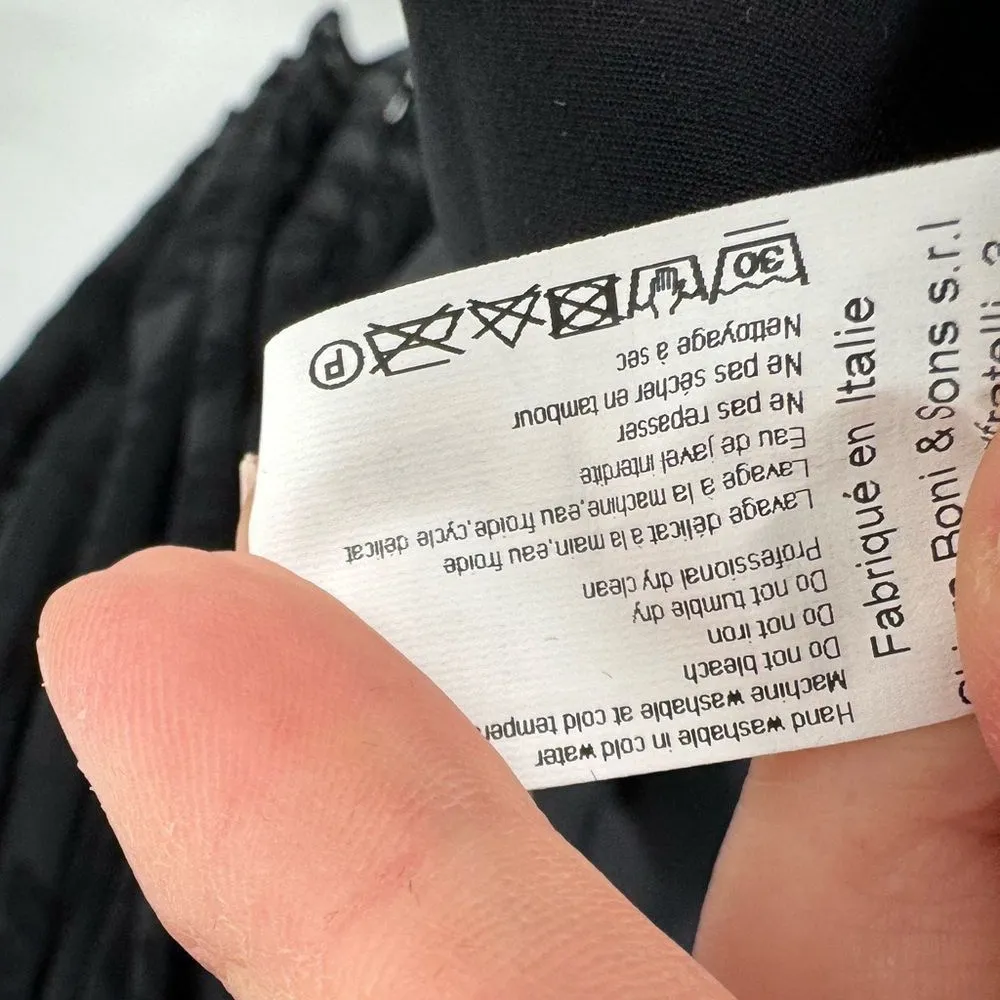 Hand washable in cold water
Machine washable at cold
Do not bleach
Do not iron
Do not tumble dry
Professional dry clean
Lavage délicat à la main,eau froide
Lavage à la machine,eau froide,cycle délicat
Eau de javel interdite
Ne pas repasser
Ne pas sécher en tambour
Nettoyage à sec
30
P
Fabriqué en Italie
Boni & Sons s.r.l